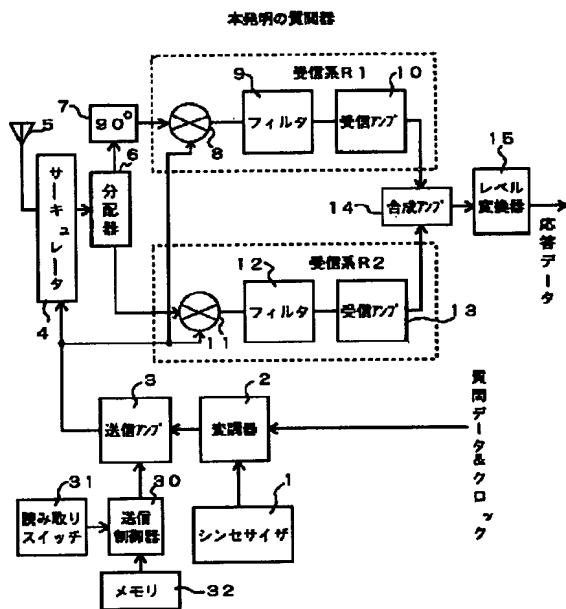 本発明の質問器
受信系R1
7
90°
5
6
サーキュレータ
4
分配器
8
9
フィルタ
10
受信アンプ
14
合成アンプ
15
レベル
変換器
応答データ
受信系R2
11
12
フィルタ
受信アンプ
13
3
送信アンプ
2
変調器
質問データ&クロック
31
読み取り
スイッチ
30
送信
制御器
1
シンセサイザ
メモリ
32